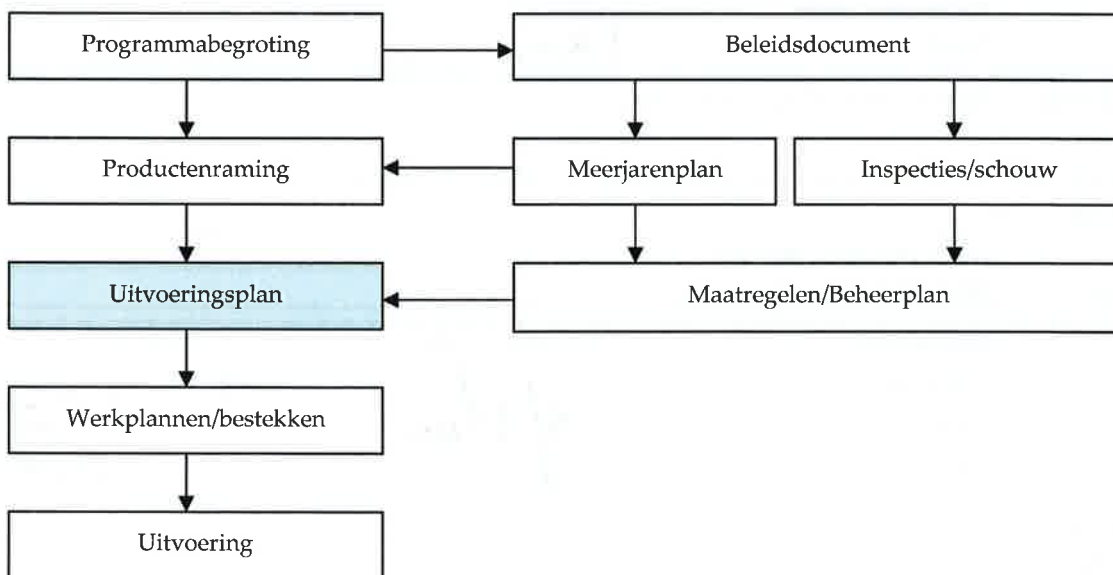 Programmabegroting
Beleidsdocument
Productenraming
Meerjarenplan
Inspecties/schouw
Uitvoeringsplan
Maatregelen/Beheerplan
Werkplannen/bestekken
Uitvoering